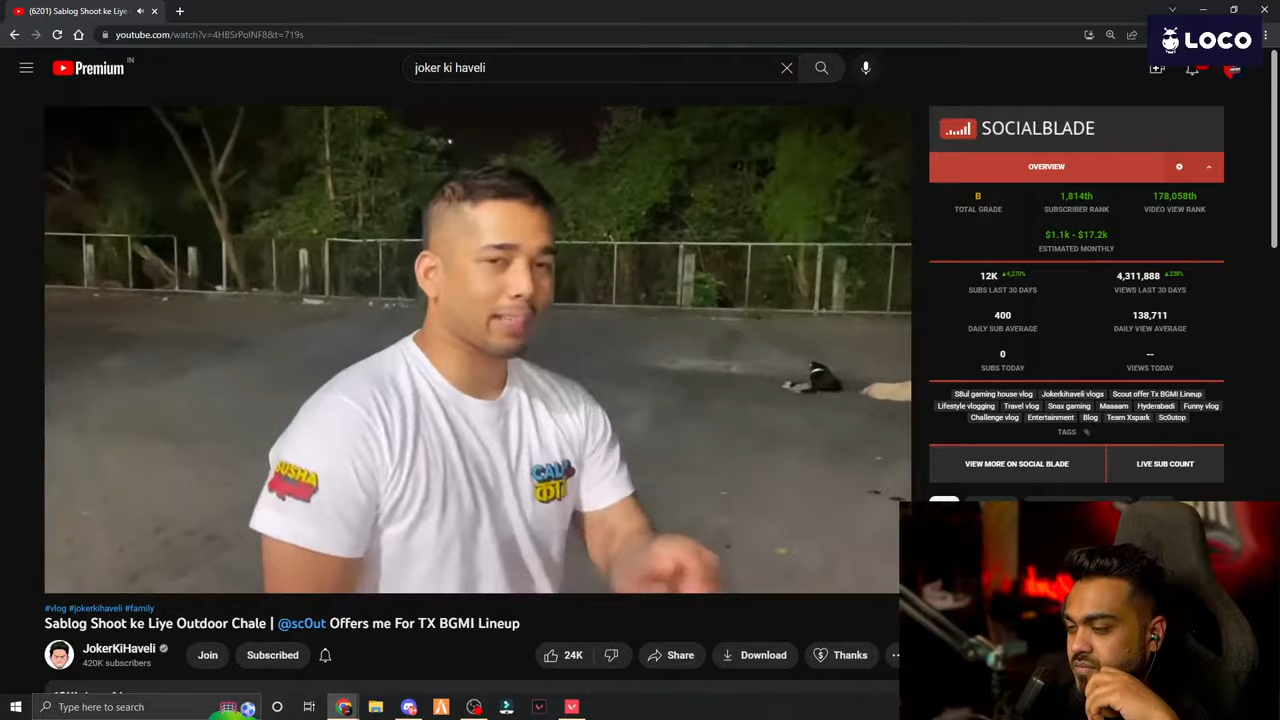 (6201) Sablog Shoot ke Liye
youtube.com/watch?v=4HBSrPolNF8&t=719s
LOCO
Premium IN
joker ki haveli
SOCIALBLADE
OVERVIEW
B
TOTAL GRADE
1,814th
SUBSCRIBER RANK
178,058th
VIDEO VIEW RANK
$1.1k - $17.2k
ESTIMATED MONTHLY
12K ▲4,270%
SUBS LAST 30 DAYS
4,311,888 ▲238%
VIEWS LAST 30 DAYS
400
DAILY SUB AVERAGE
138,711
DAILY VIEW AVERAGE
0
SUBS TODAY
--
VIEWS TODAY
S8ul gaming house vlog Jokerkihaveli vlogs Scout offer Tx BGMI Lineup
Lifestyle vlogging Travel vlog Snax gaming Maaaam Hyderabadi Funny vlog
Challenge vlog Entertainment Blog Team Xspark Sc0utop
TAGS
VIEW MORE ON SOCIAL BLADE
LIVE SUB COUNT
#vlog #jokerkihaveli #family
Sablog Shoot ke Liye Outdoor Chale | @sc0ut Offers me For TX BGMI Lineup
JokerKiHaveli
420K subscribers
Join
Subscribed
24K
Share
Download
Thanks
Type here to search